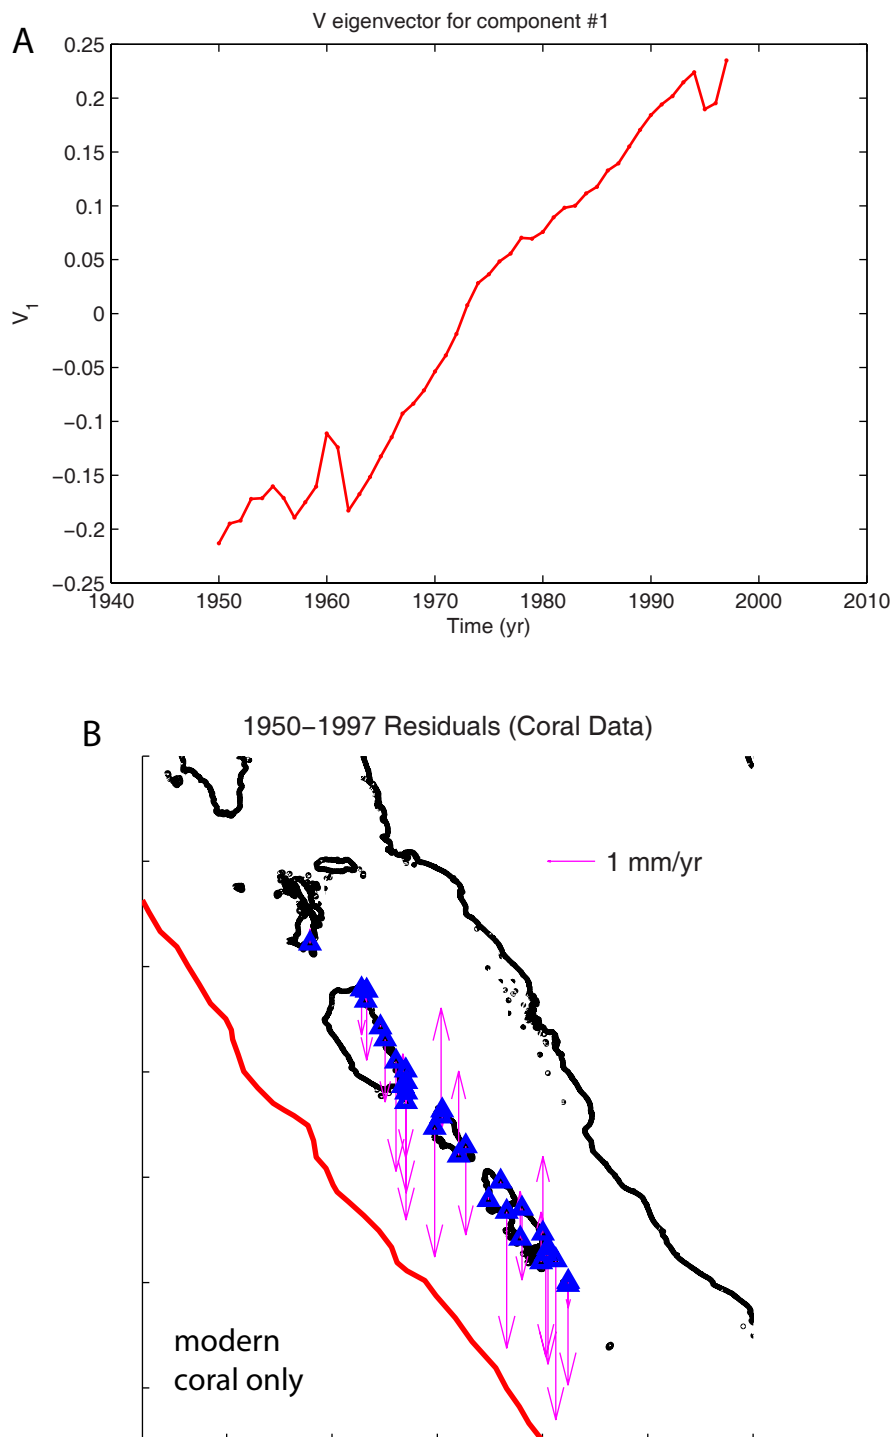 A
V eigenvector for component #1
0.25
0.2
0.15
0.1
0.05
0
−0.05
−0.1
−0.15
−0.2
−0.25
V1
1940 1950 1960 1970 1980 1990 2000 2010
Time (yr)
B
1950−1997 Residuals (Coral Data)
1 mm/yr
modern
coral only